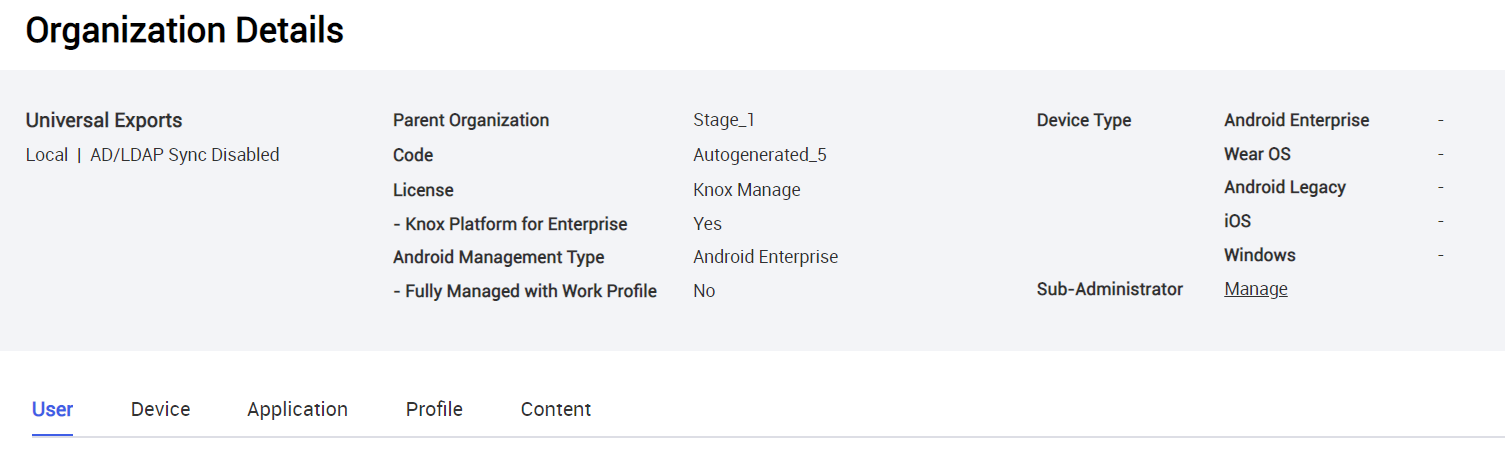 Organization Details
Universal Exports
Local | AD/LDAP Sync Disabled
Parent Organization Stage_1
Code Autogenerated_5
License Knox Manage
- Knox Platform for Enterprise Yes
Android Management Type Android Enterprise
- Fully Managed with Work Profile No
Device Type Android Enterprise -
Wear OS -
Android Legacy -
iOS -
Windows -
Sub-Administrator Manage
User Device Application Profile Content